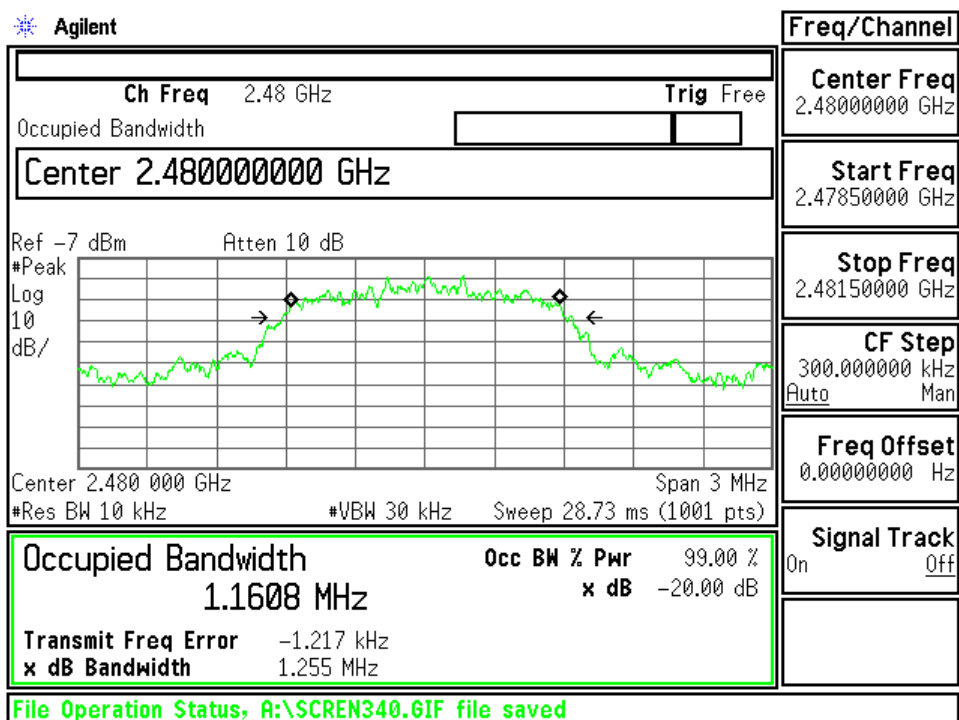 Agilent
Freq/Channel
Ch Freq 2.48 GHz Trig Free
Occupied Bandwidth
Center 2.480000000 GHz
Ref -7 dBm Atten 10 dB
#Peak
Log
10
dB/
Center 2.480 000 GHz Span 3 MHz
#Res BW 10 kHz #VBW 30 kHz Sweep 28.73 ms (1001 pts)
Occupied Bandwidth Occ BW % Pwr 99.00 %
1.1608 MHz x dB -20.00 dB
Transmit Freq Error -1.217 kHz
x dB Bandwidth 1.255 MHz
File Operation Status, A:\SCREN340.GIF file saved
Center Freq
2.48000000 GHz
Start Freq
2.47850000 GHz
Stop Freq
2.48150000 GHz
CF Step
300.000000 kHz
Auto Man
Freq Offset
0.00000000 Hz
Signal Track
On Off